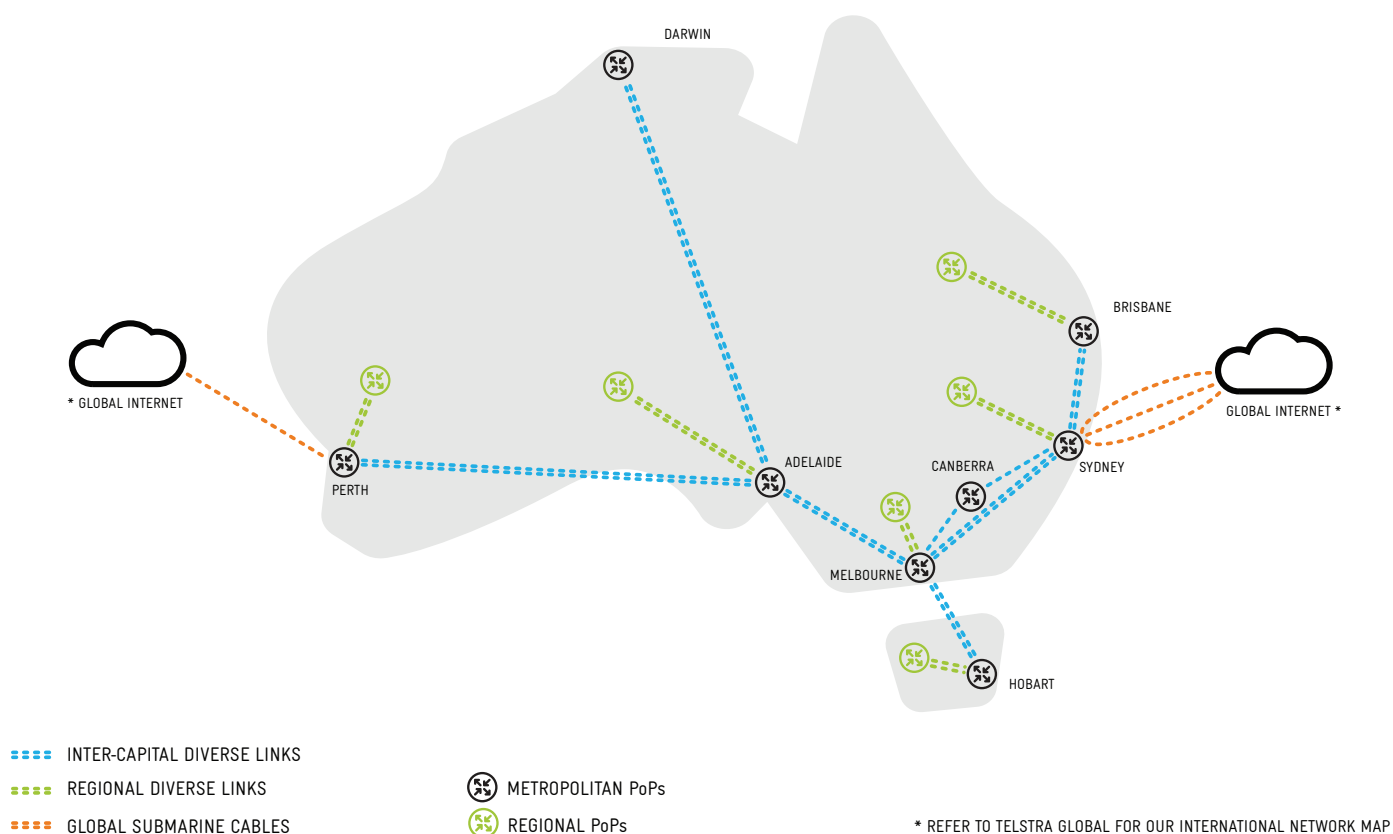 DARWIN
BRISBANE
* GLOBAL INTERNET
GLOBAL INTERNET *
ADELAIDE
CANBERRA
SYDNEY
PERTH
MELBOURNE
HOBART
INTER-CAPITAL DIVERSE LINKS
REGIONAL DIVERSE LINKS
METROPOLITAN PoPs
GLOBAL SUBMARINE CABLES
REGIONAL PoPs
* REFER TO TELSTRA GLOBAL FOR OUR INTERNATIONAL NETWORK MAP